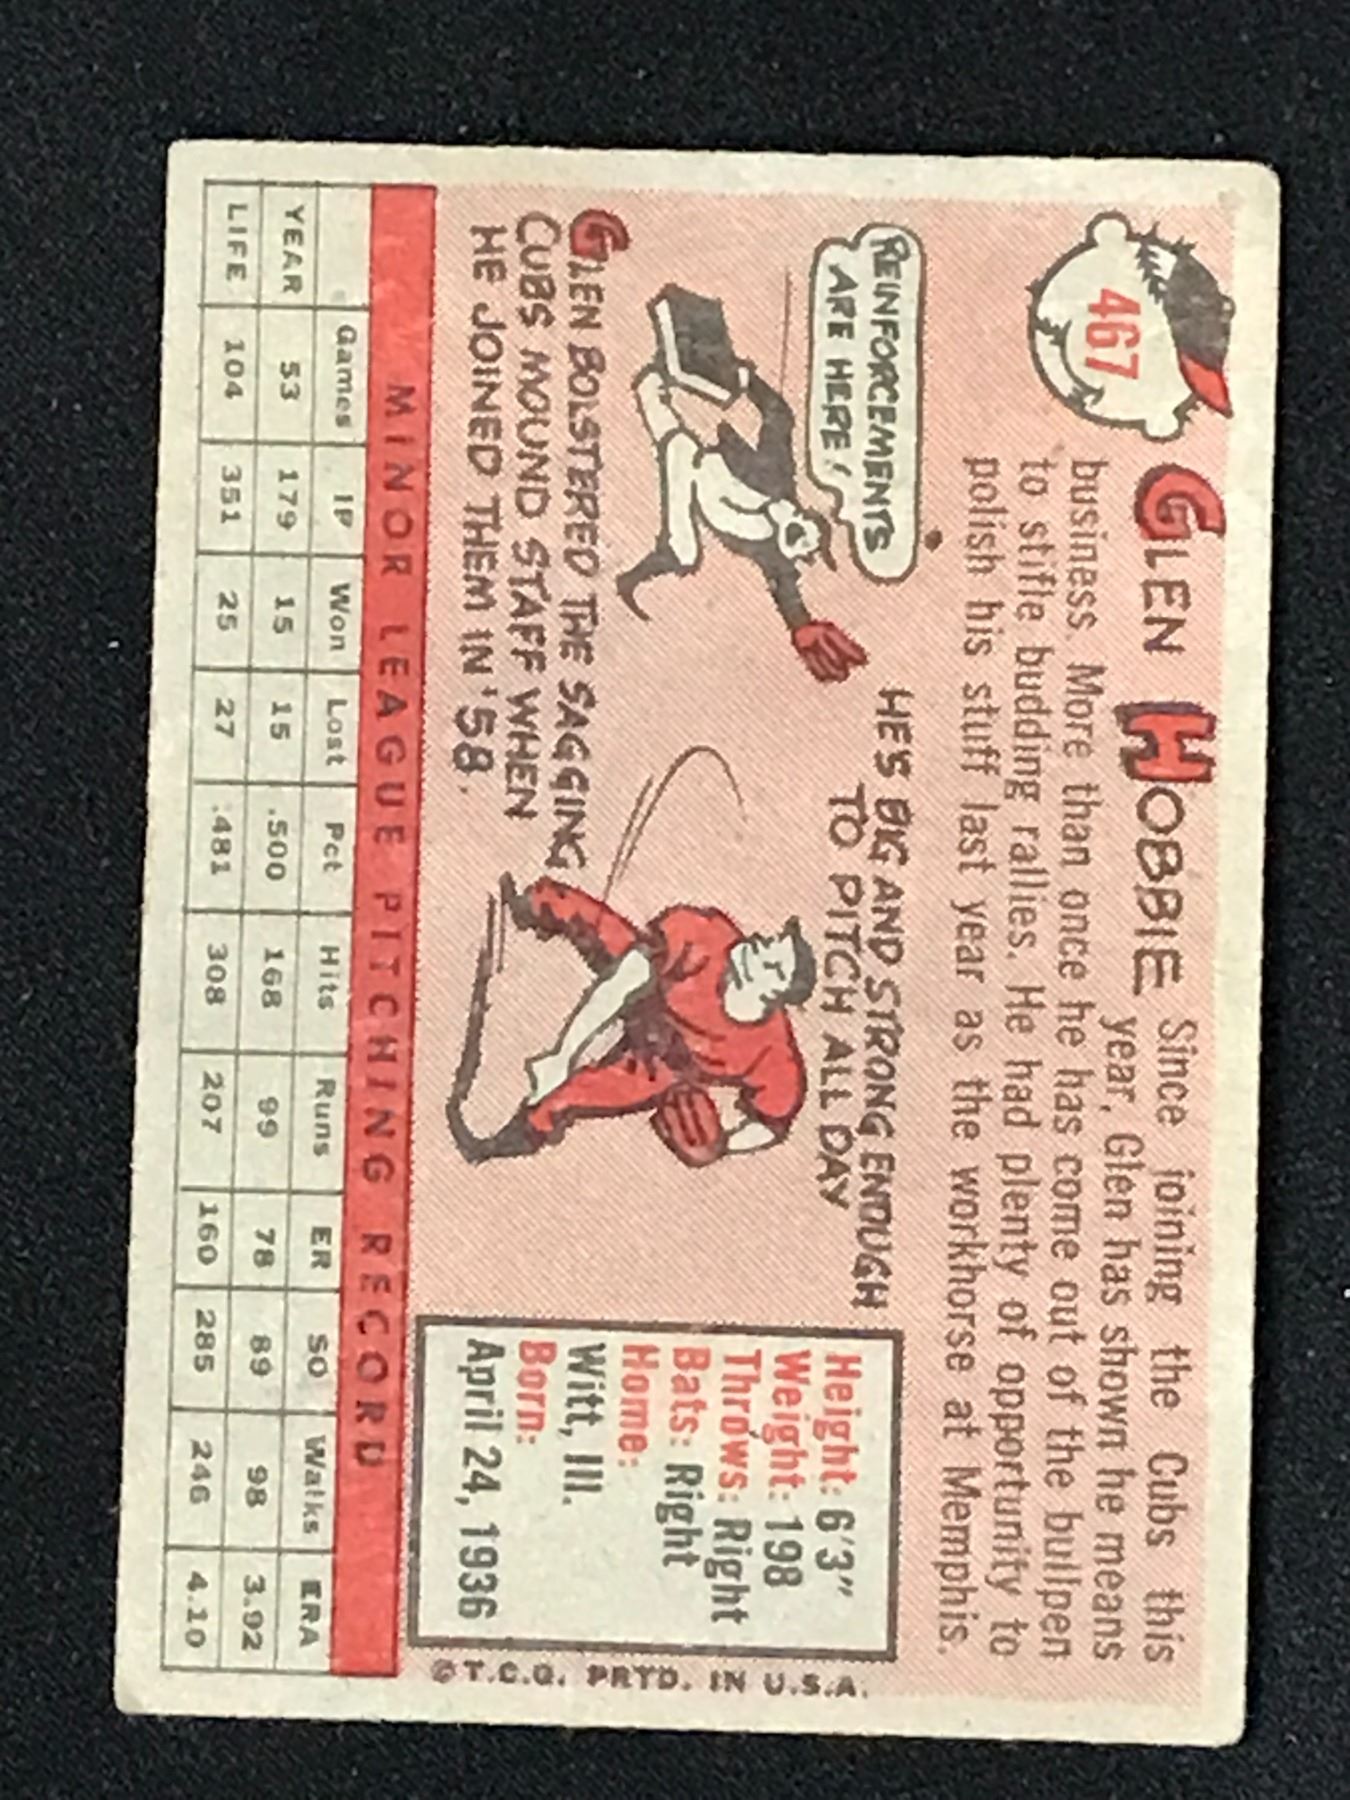 467
GLEN HOBBIE Since joining the Cubs this
year, Glen has shown he means
business. More than once he has come out of the bullpen
to stifle budding rallies. He had plenty of opportunity to
polish his stuff last year as the workhorse at Memphis.
REINFORCEMENTS
ARE HERE!
GLEN BOLSTERED THE SAGGING
CUBS MOUND STAFF WHEN
HE JOINED THEM IN '58.
HE'S BIG AND STRONG ENOUGH
TO PITCH ALL DAY
Height: 6'3"
Weight: 198
Throws: Right
Bats: Right
Home:
Witt, Ill.
Born:
April 24, 1936
© T.C.G. PRTD. IN U.S.A.
MINOR LEAGUE PITCHING RECORD
Games IP Won Lost Pct Hits Runs ER SO Walks ERA
YEAR 53 179 15 15 .500 168 99 78 89 98 3.92
LIFE 104 351 25 27 .481 308 207 160 285 246 4.10